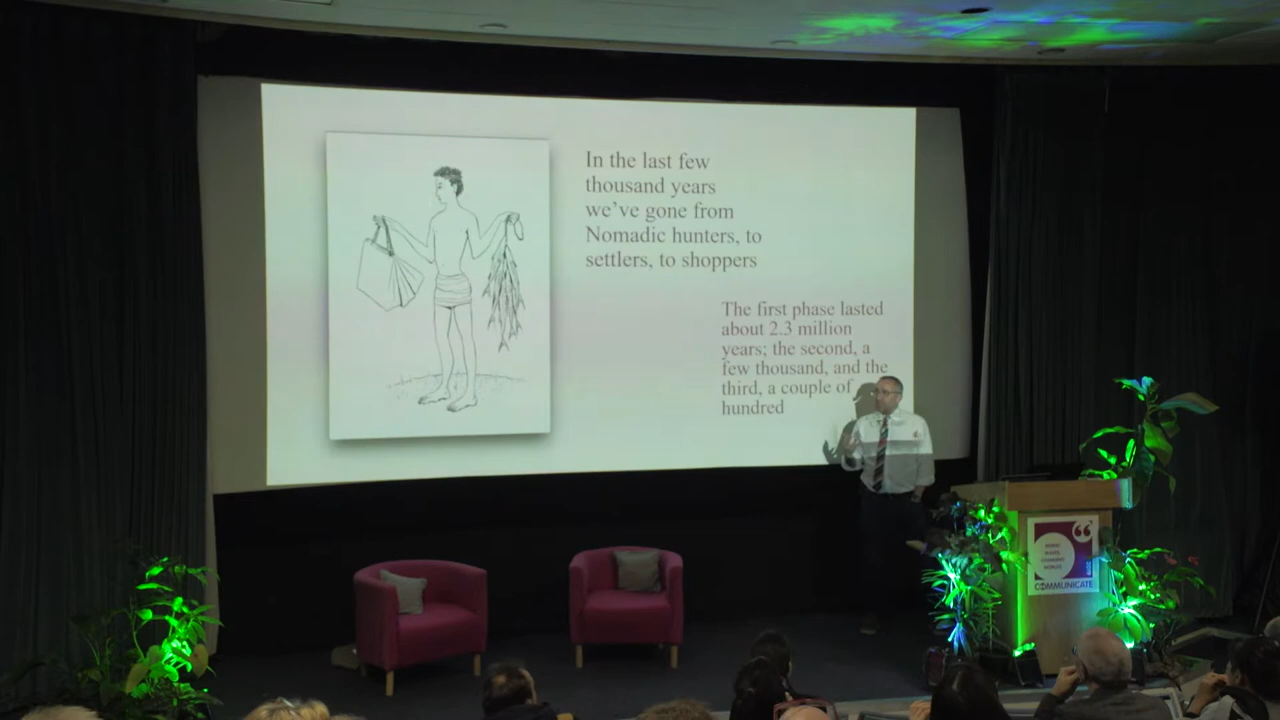 In the last few
thousand years
we've gone from
Nomadic hunters, to
settlers, to shoppers
The first phase lasted
about 2.3 million
years; the second, a
few thousand, and the
third, a couple of
hundred
COMMUNICATE